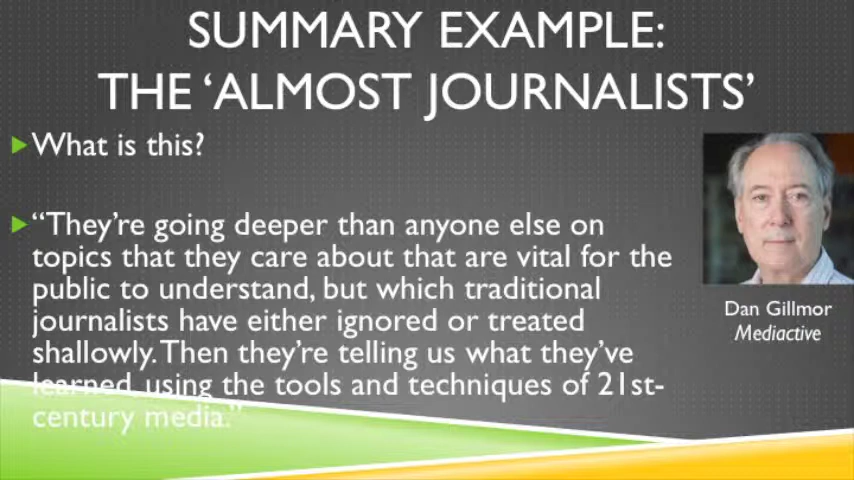 SUMMARY EXAMPLE:
THE ‘ALMOST JOURNALISTS’
What is this?
“They’re going deeper than anyone else on
topics that they care about that are vital for the
public to understand, but which traditional
journalists have either ignored or treated
shallowly. Then they’re telling us what they’ve
learned, using the tools and techniques of 21st-
century media.”
Dan Gillmor
Mediactive